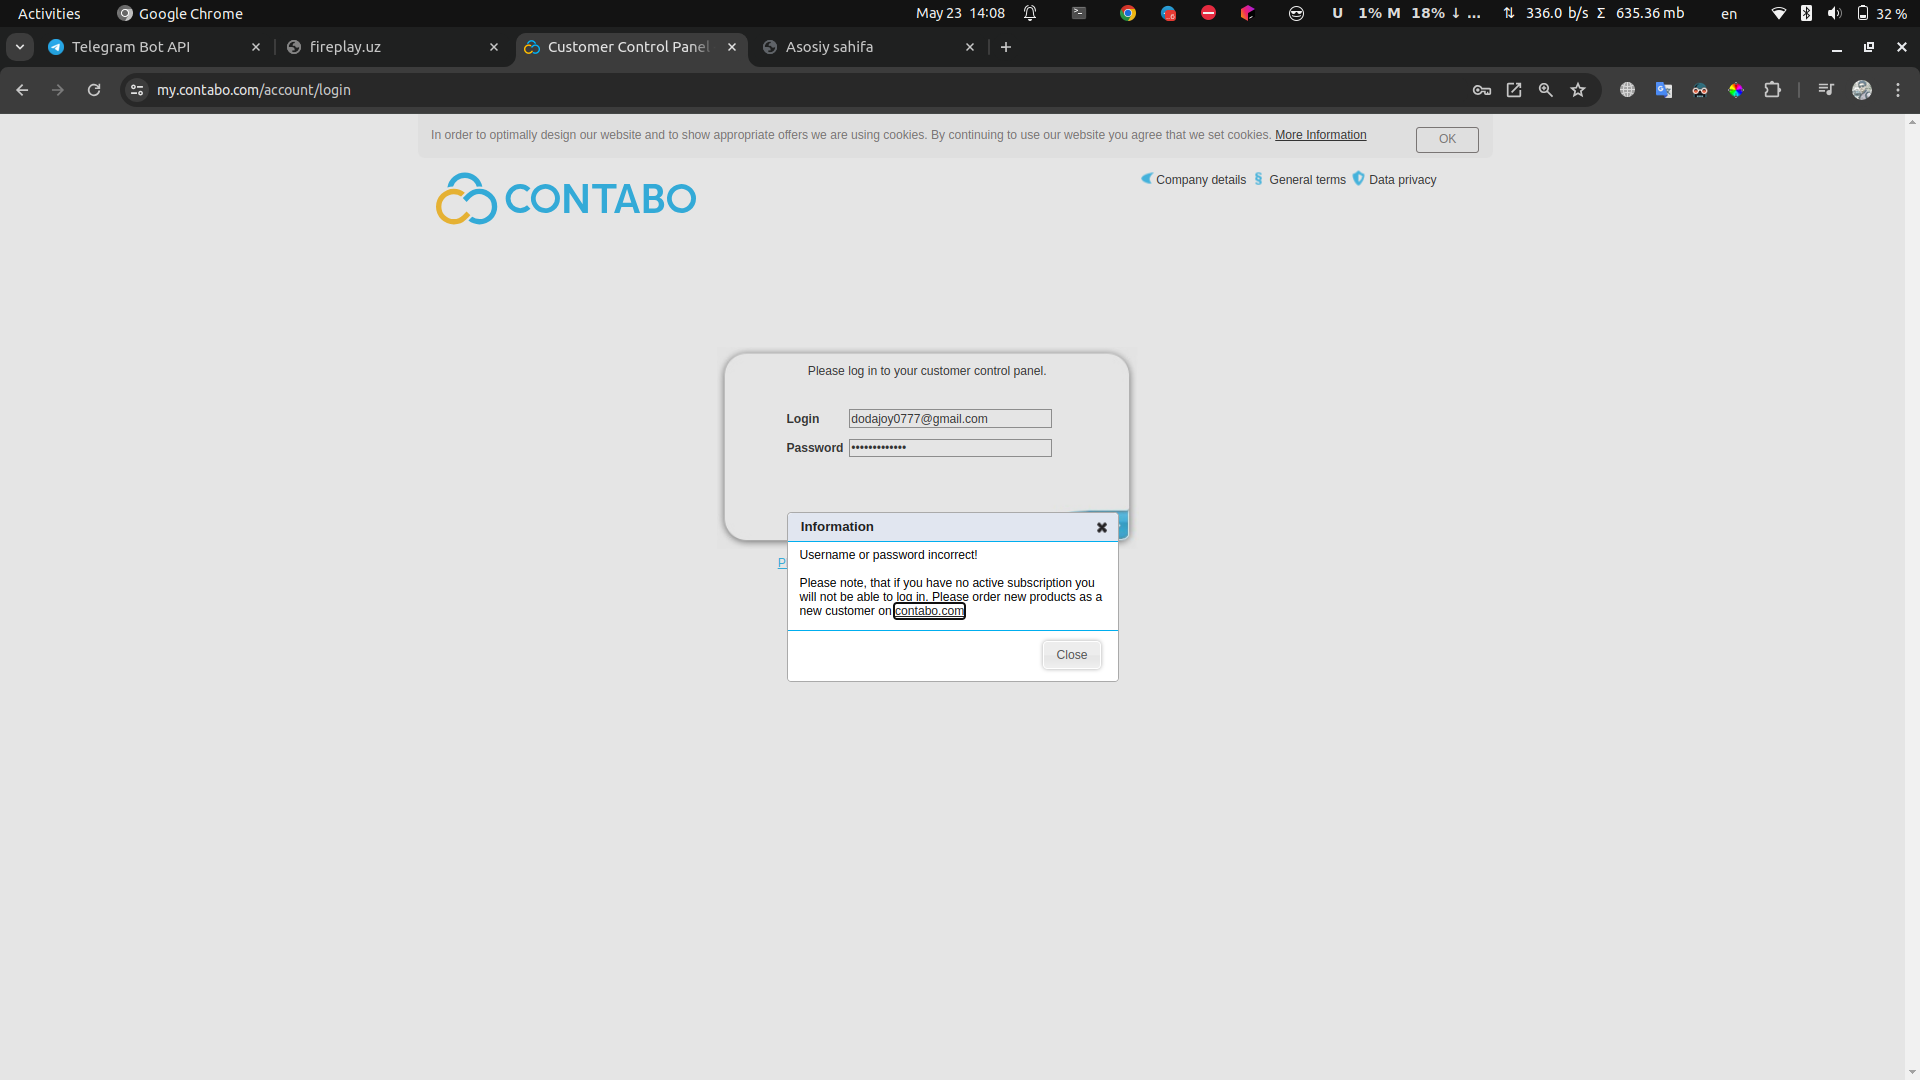 Activities Google Chrome May 23 14:08 U 1% M 18% ↓ ... ⇅ 336.0 b/s Σ 635.36 mb en 32 %
Telegram Bot API fireplay.uz Customer Control Panel Asosiy sahifa
my.contabo.com/account/login
In order to optimally design our website and to show appropriate offers we are using cookies. By continuing to use our website you agree that we set cookies. More Information
OK
CONTABO
Company details § General terms Data privacy
Please log in to your customer control panel.
Login dodajoy0777@gmail.com
Password •••••••••••••
Information
P
Username or password incorrect!
Please note, that if you have no active subscription you
will not be able to log in. Please order new products as a
new customer on contabo.com
Close